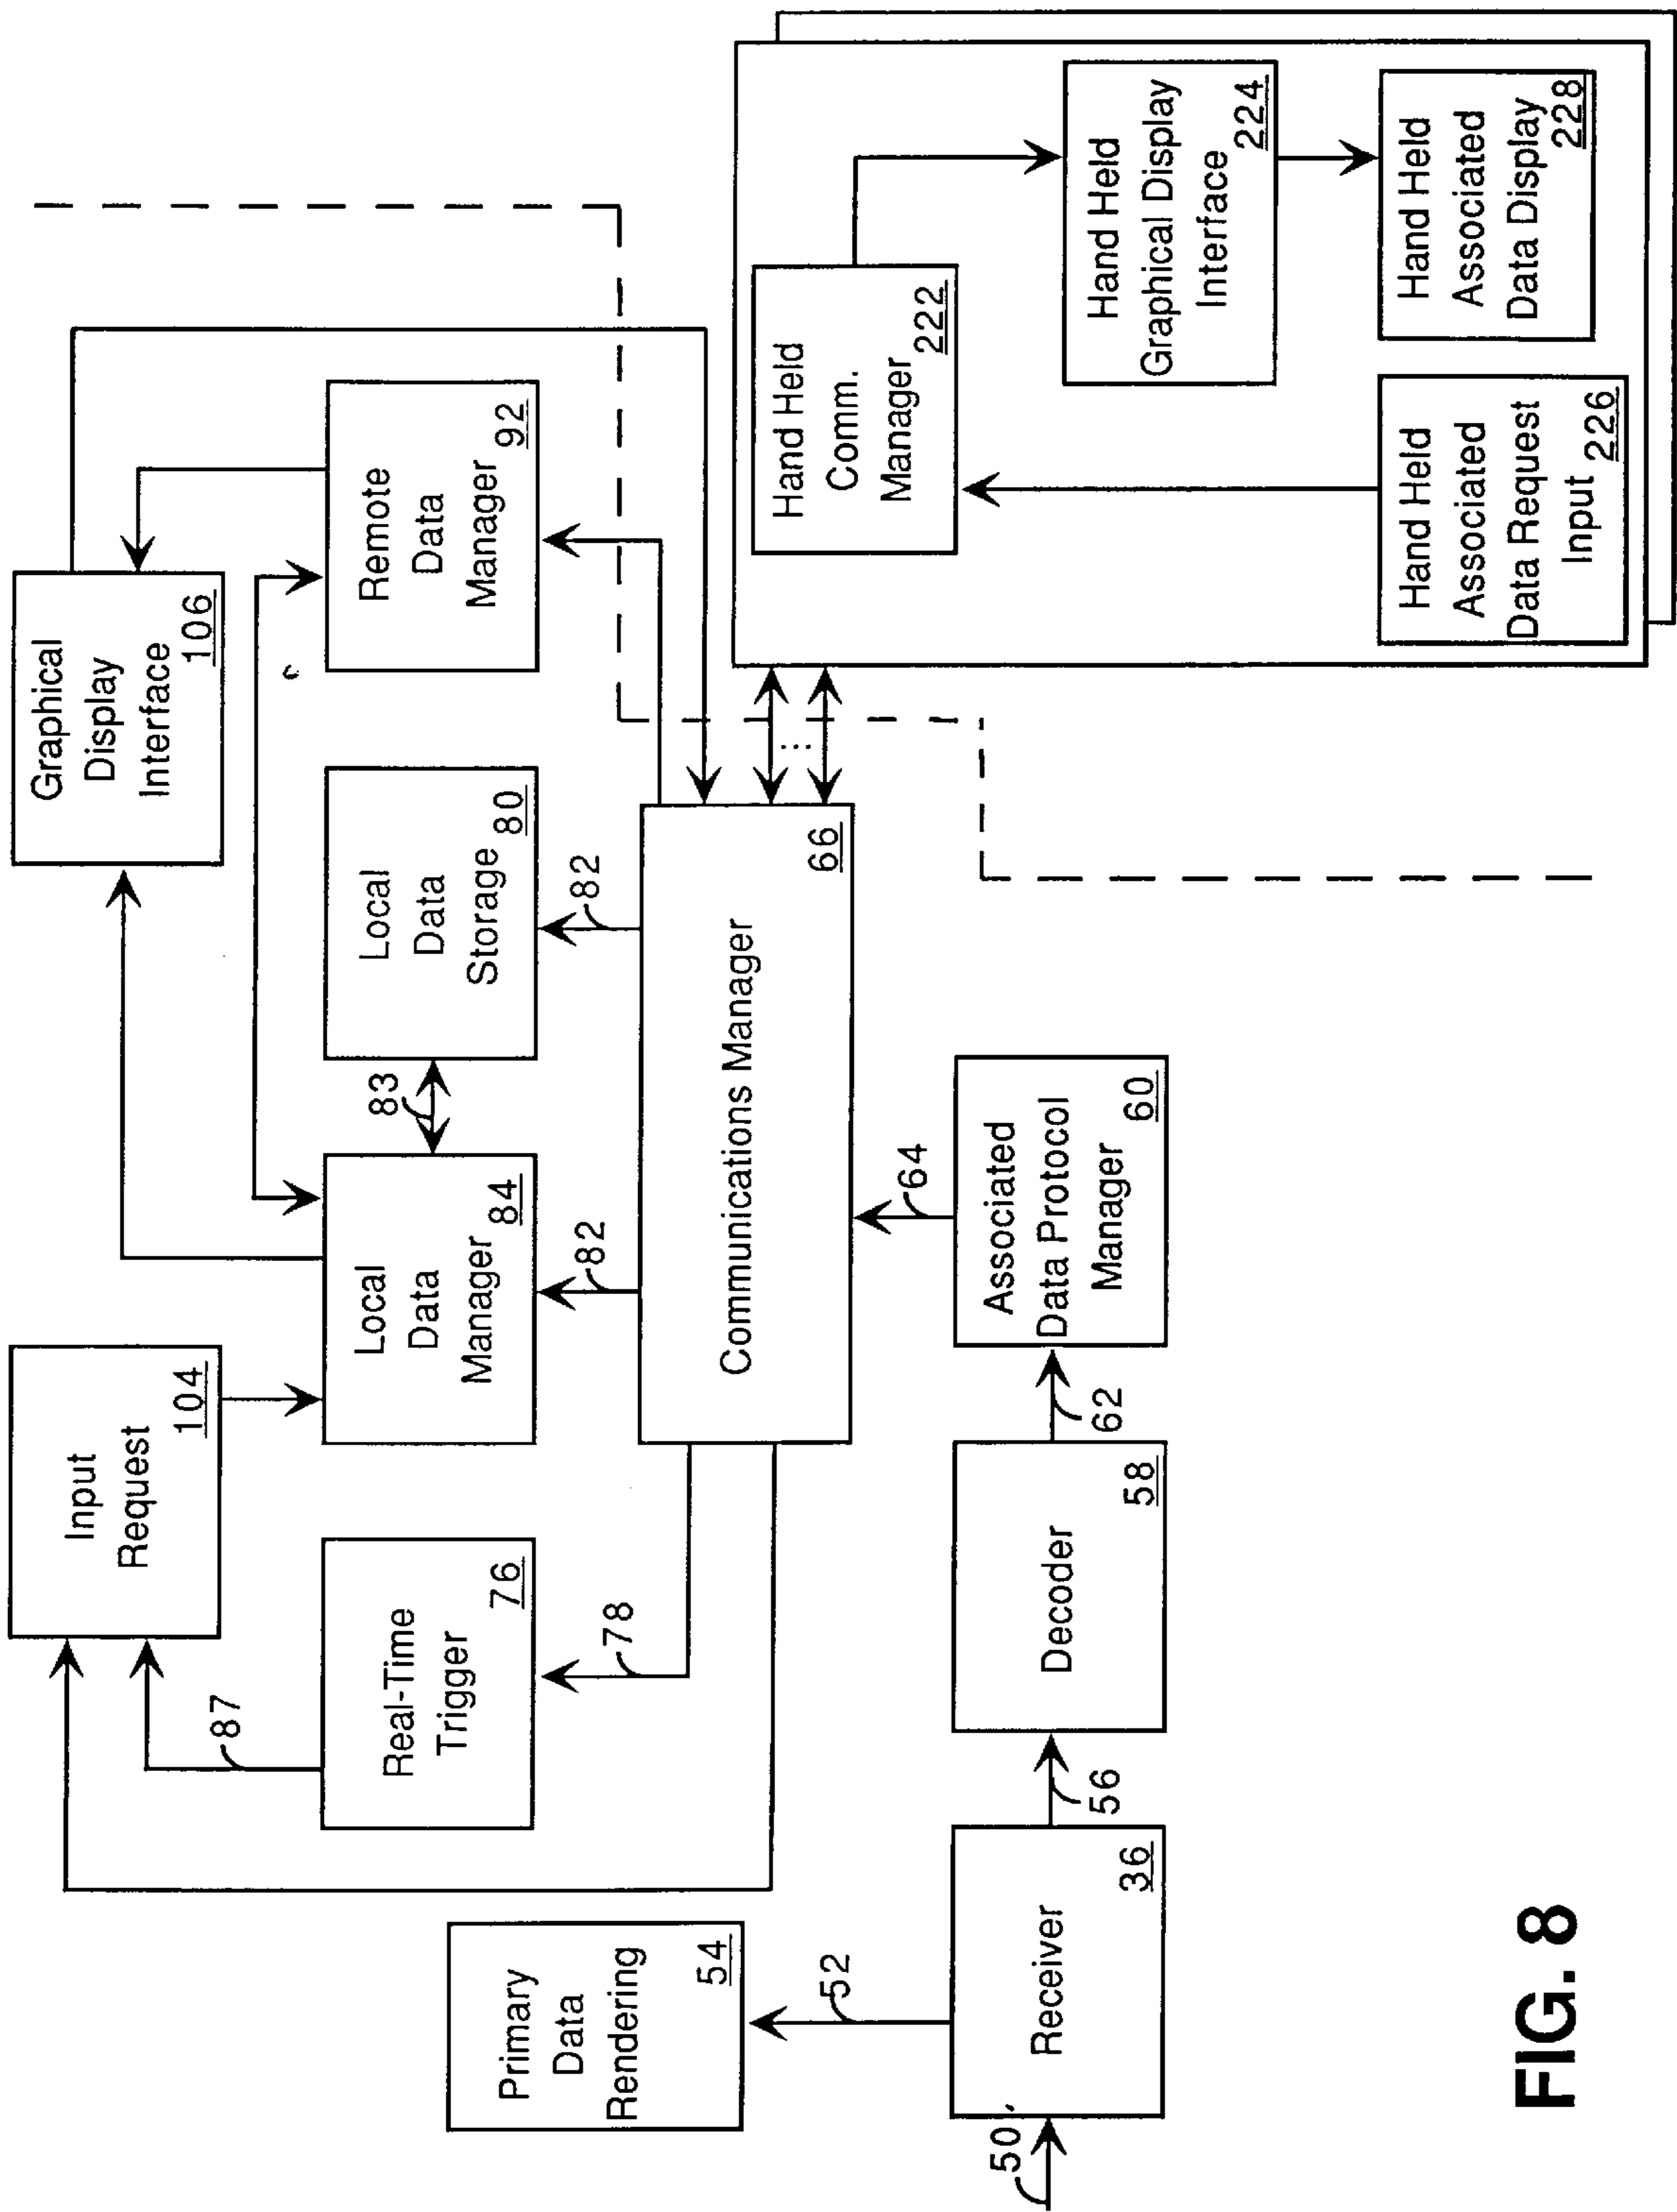 Input
Request
104
Graphical
Display
Interface
106
87
Real-Time
Trigger
76
Local
Data
Manager
84
83
Local
Data
Storage
80
Remote
Data
Manager
92
78
82
82
Primary
Data
Rendering
54
Communications Manager
66
52
64
50'
Receiver
36
56
Decoder
58
62
Associated
Data Protocol
Manager
60
...
Hand Held
Comm.
Manager
222
Hand Held
Graphical Display
Interface
224
Hand Held
Associated
Data Request
Input
226
Hand Held
Associated
Data Display
228
FIG. 8